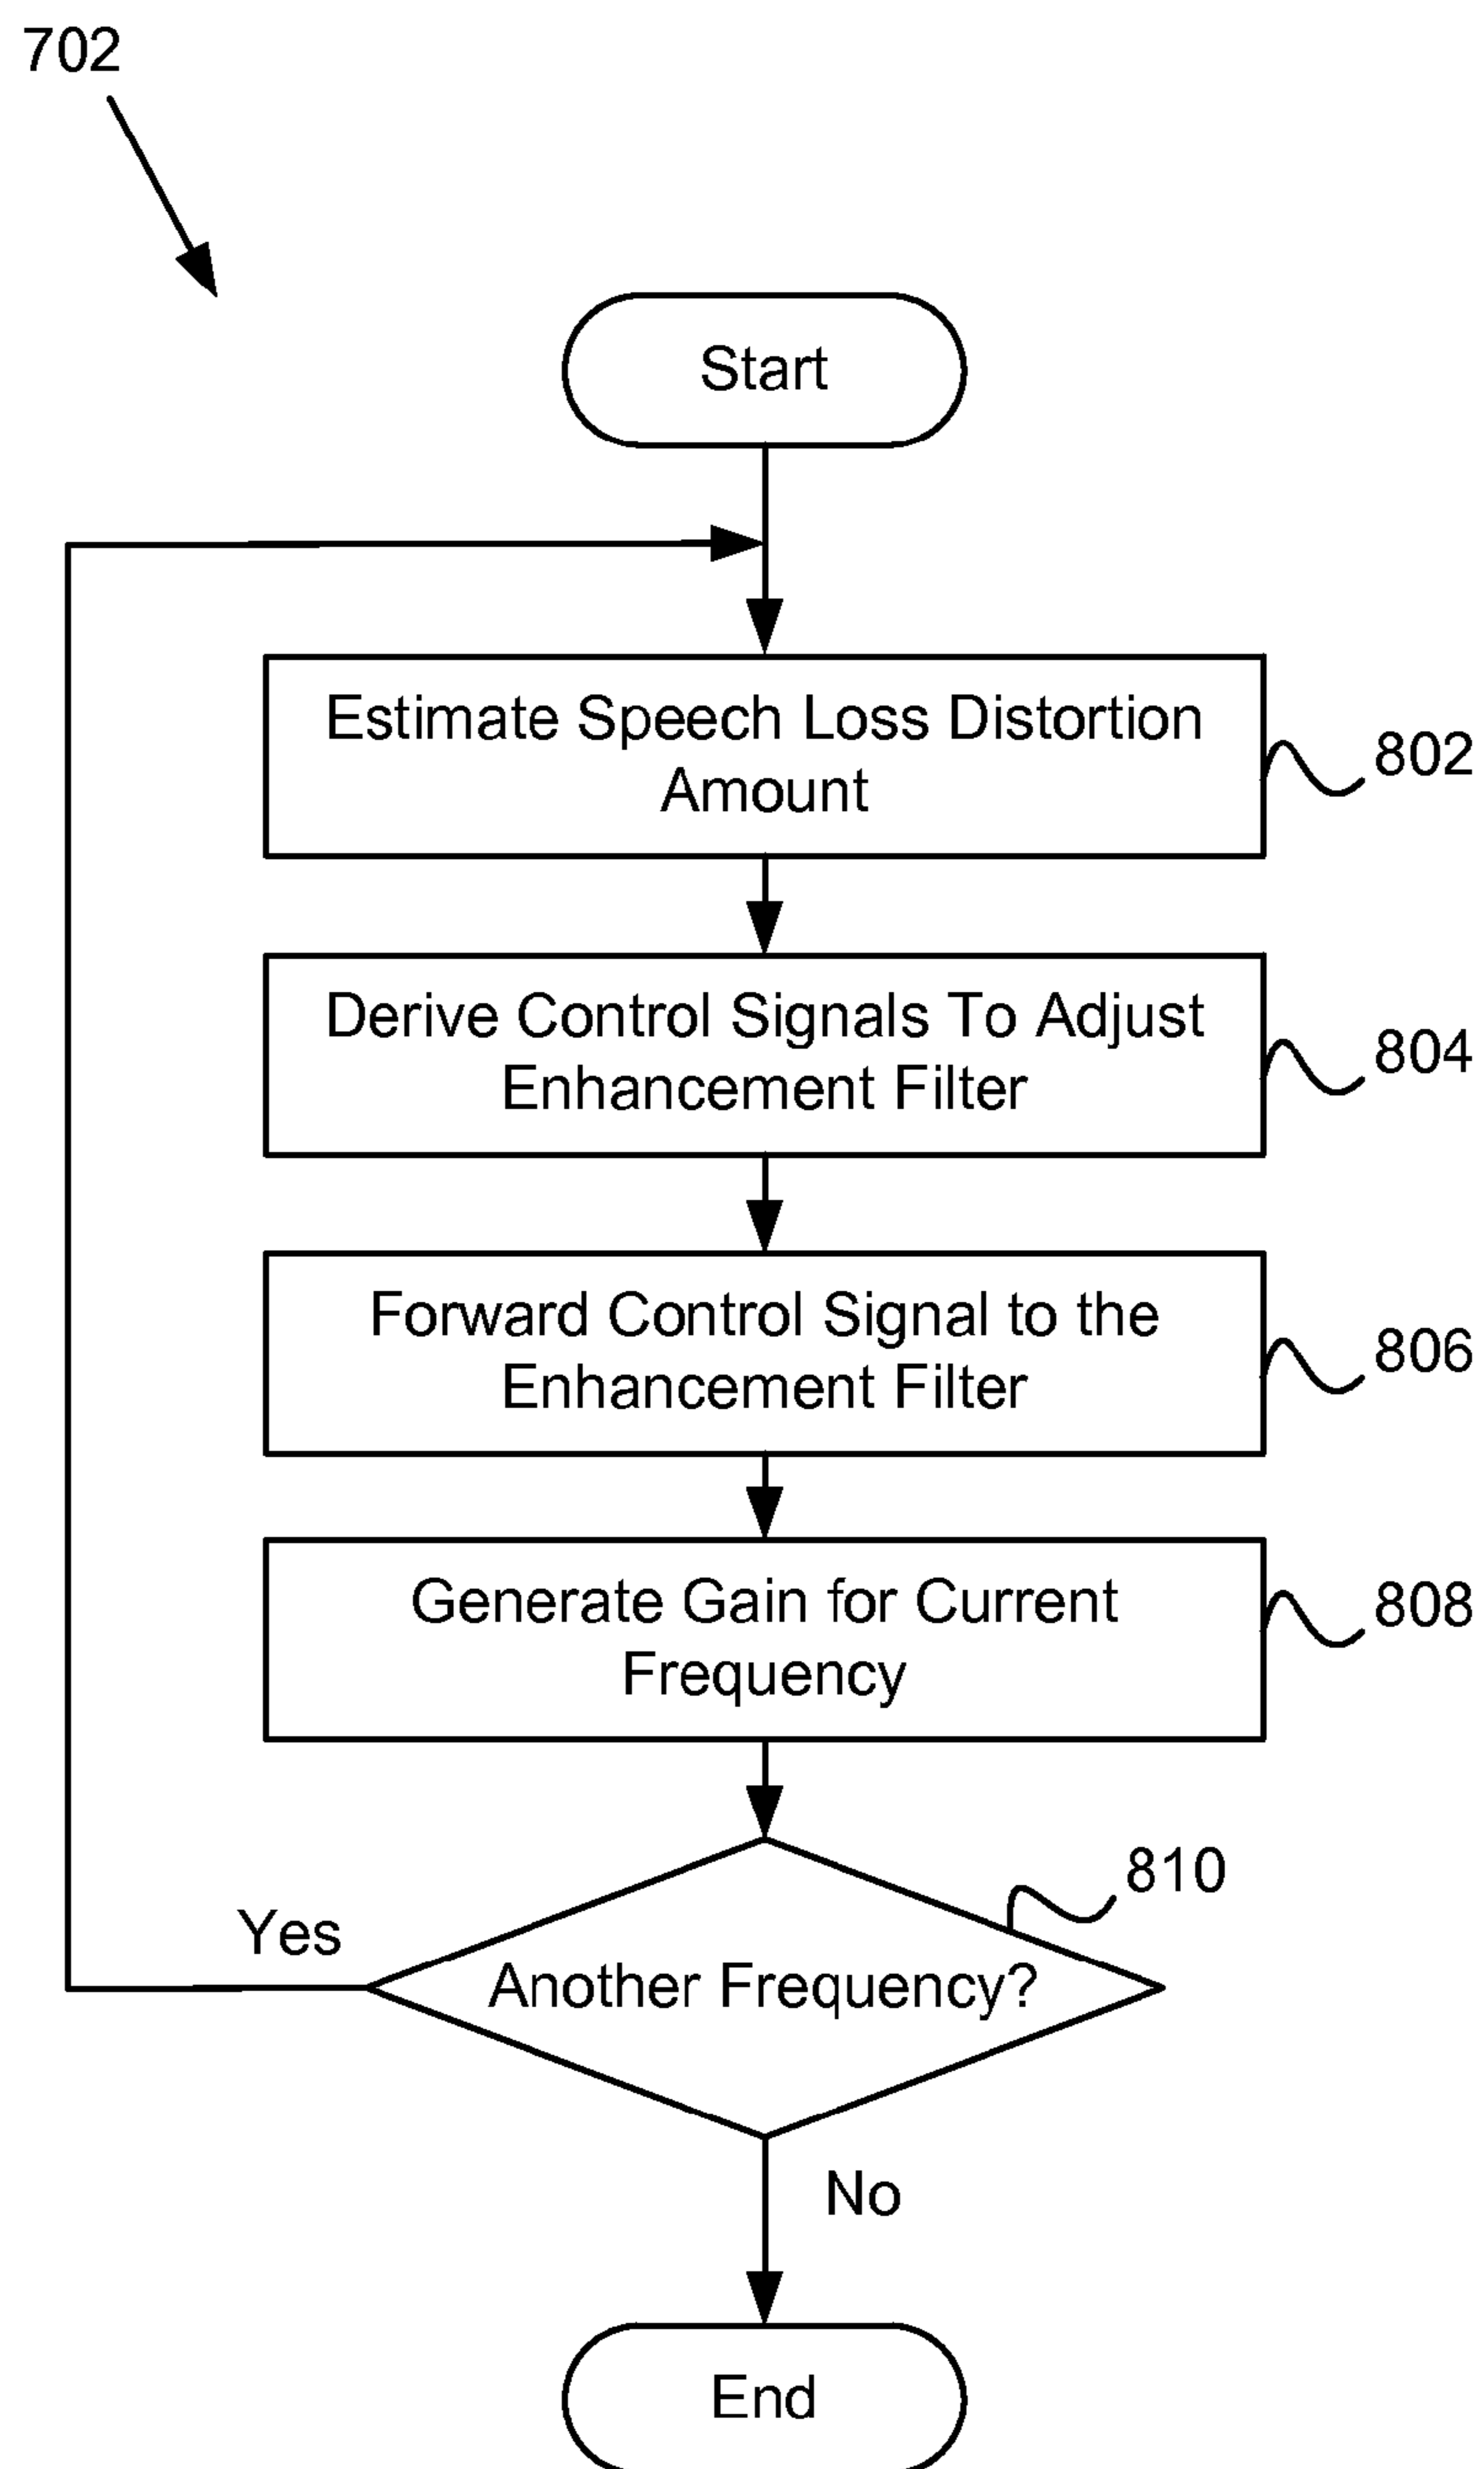 702
Start
Estimate Speech Loss Distortion
Amount
802
Derive Control Signals To Adjust
Enhancement Filter
804
Forward Control Signal to the
Enhancement Filter
806
Generate Gain for Current
Frequency
808
810
Yes
Another Frequency?
No
End